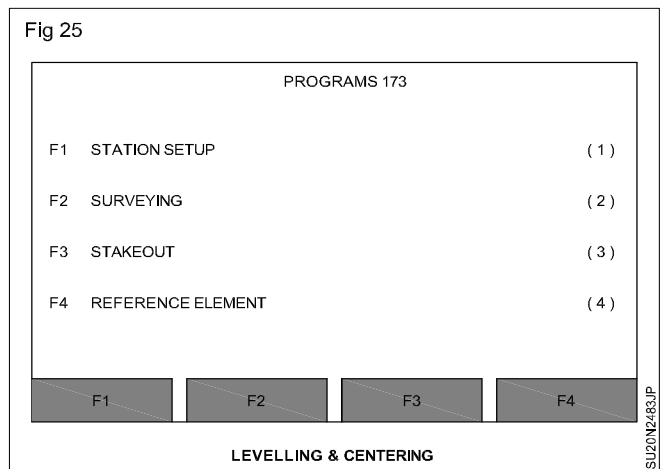 Fig 25
PROGRAMS 173
F1 STATION SETUP (1)
F2 SURVEYING (2)
F3 STAKEOUT (3)
F4 REFERENCE ELEMENT (4)
F1 F2 F3 F4
LEVELLING & CENTERING
SU20N2483JP